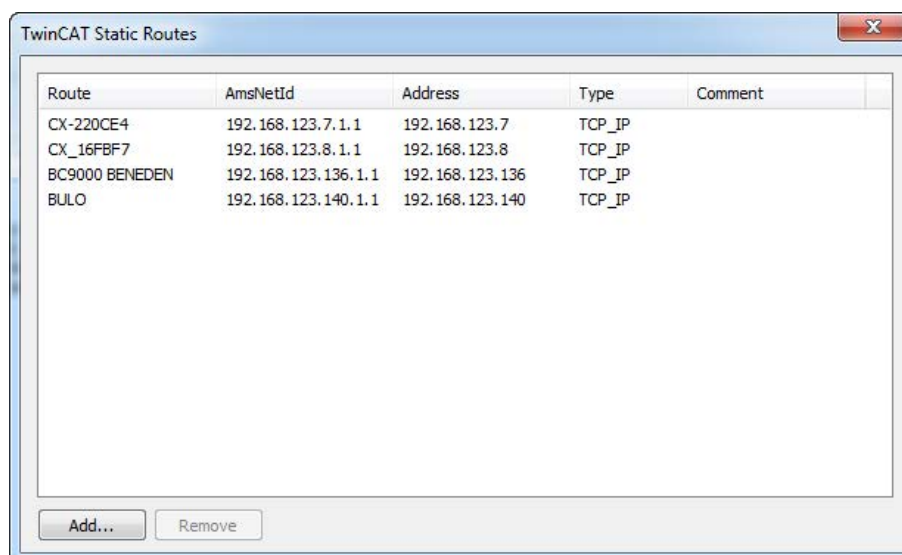 TwinCAT Static Routes
Route AmsNetId Address Type Comment
CX-220CE4 192.168.123.7.1.1 192.168.123.7 TCP_IP
CX_16FBF7 192.168.123.8.1.1 192.168.123.8 TCP_IP
BC9000 BENEDEN 192.168.123.136.1.1 192.168.123.136 TCP_IP
BULO 192.168.123.140.1.1 192.168.123.140 TCP_IP
Add... Remove